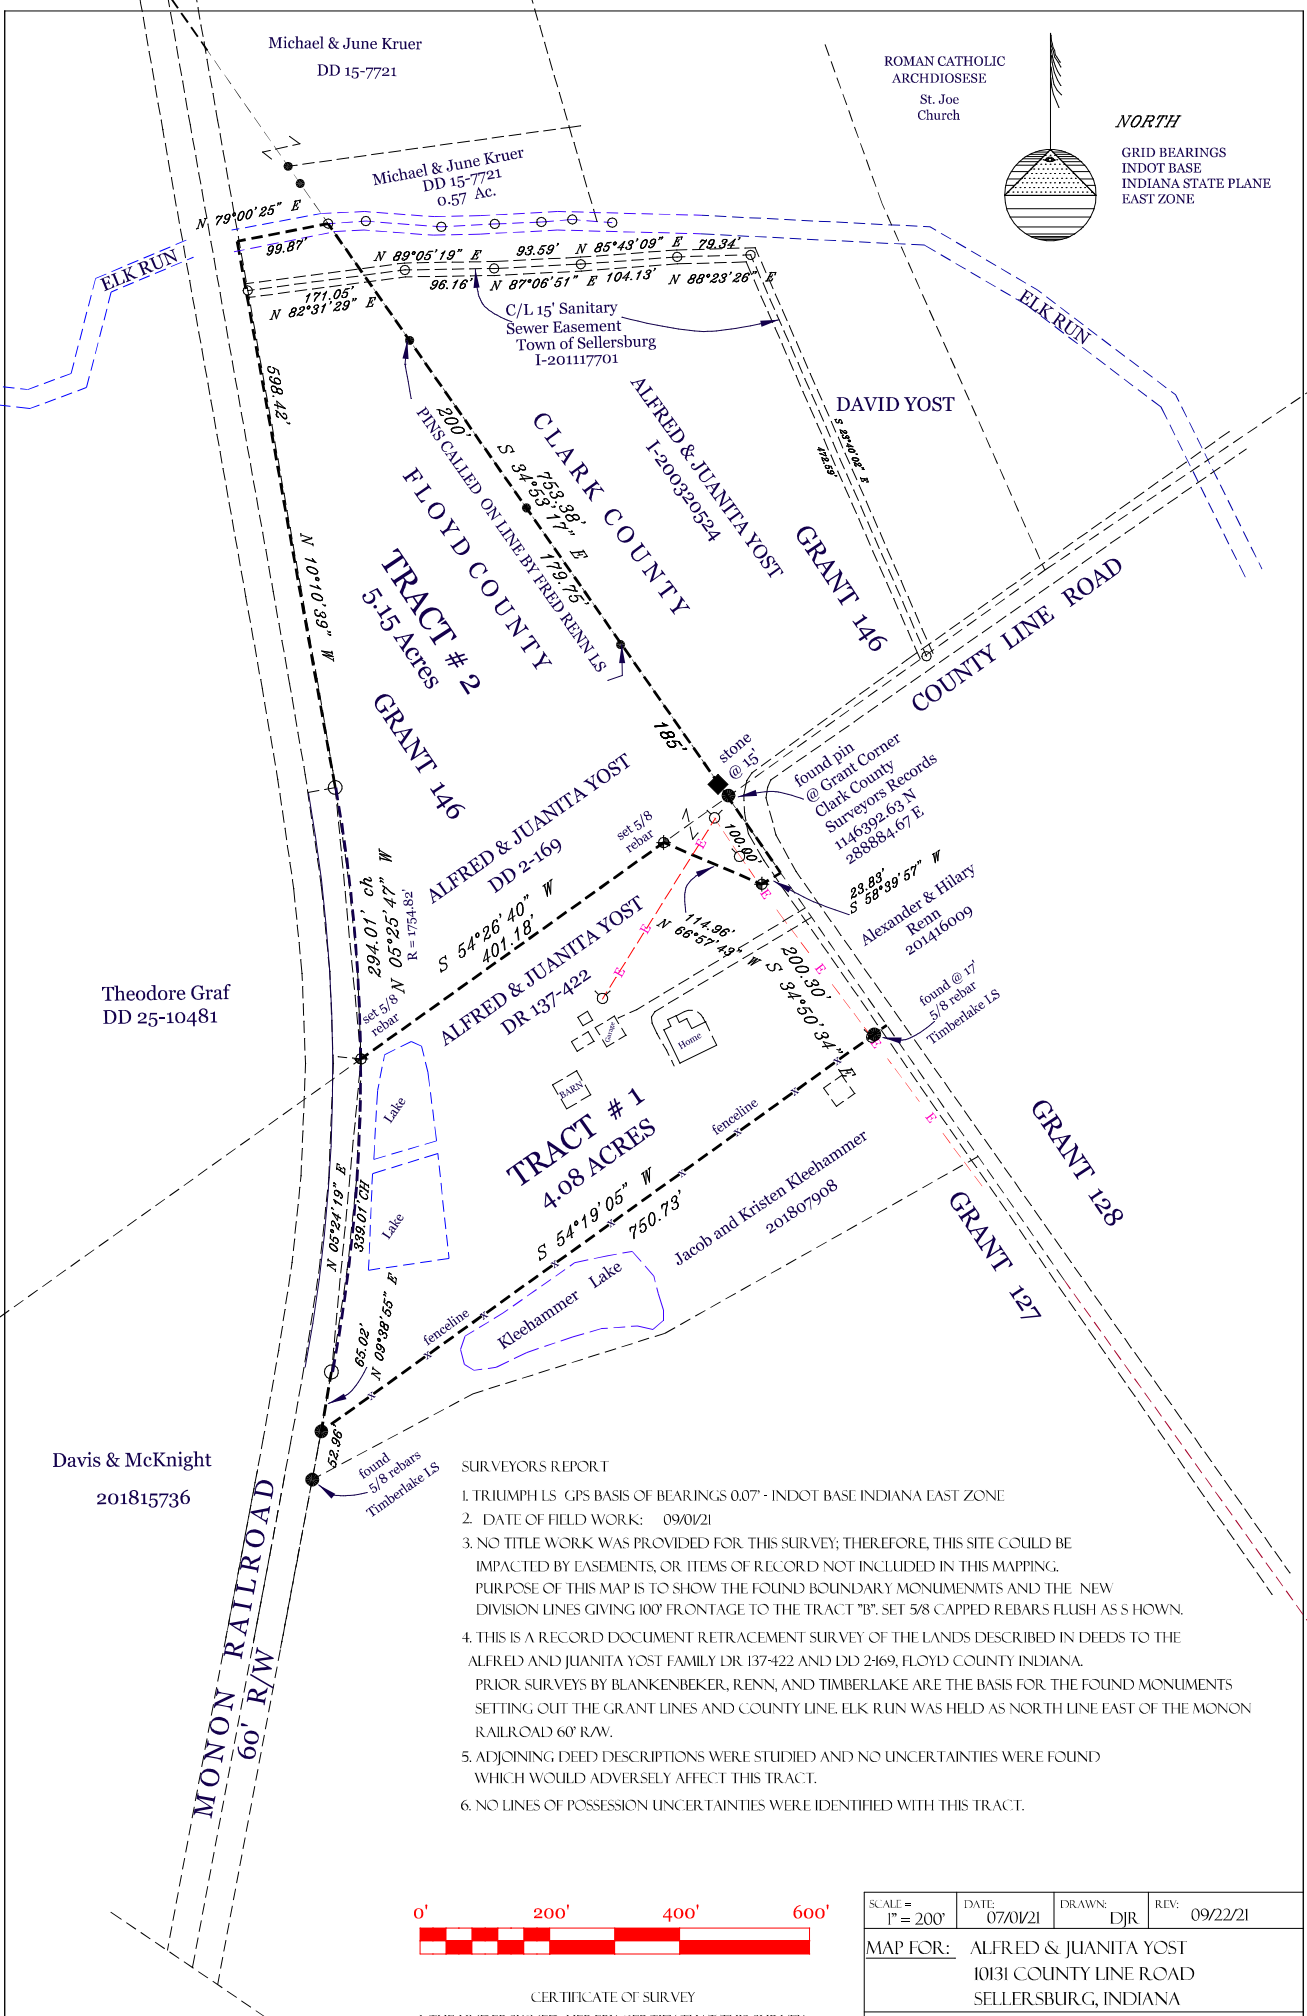 Michael & June Kruer
DD 15-7721
ROMAN CATHOLIC
ARCHDIOSESE
St. Joe
Church
NORTH
GRID BEARINGS
INDOT BASE
INDIANA STATE PLANE
EAST ZONE
Michael & June Kruer
DD 15-7721
0.57 Ac.
N 79°00'25" E
99.87'
ELK RUN
N 89°05'19" E
93.59'
N 85°43'09" E
79.34'
171.05'
N 82°31'29" E
96.16'
N 87°06'51" E
104.13'
N 88°23'26" E
C/L 15' Sanitary
Sewer Easement
Town of Sellersburg
I-201117701
ELK RUN
598.42'
N 10°10'39" W
200'
PINS CALLED ON LINE BY FRED RENN LS
S 34°53'17" E
753.38'
179.75'
185'
CLARK COUNTY
FLOYD COUNTY
ALFRED & JUANITA YOST
I-200320524
DAVID YOST
S 23°40'02" E
472.59'
GRANT 146
TRACT # 2
5.15 Acres
GRANT 146
COUNTY LINE ROAD
stone
@ 15'
found pin
@ Grant Corner
Clark County
Surveyors Records
1146392.63 N
288884.67 E
ALFRED & JUANITA YOST
DD 2-169
set 5/8
rebar
100.00'
23.83'
S 58°39'57" W
Alexander & Hilary
Renn
201416009
294.01' ch
N 05°25'47" W
R = 1754.82'
S 54°26'40" W
401.18'
114.96'
N 66°57'43" W
ALFRED & JUANITA YOST
DR 137-422
200.30'
S 34°50'34" E
found @ 17'
5/8 rebar
Timberlake LS
E
E
E
E
E
E
E
Theodore Graf
DD 25-10481
set 5/8
rebar
Garage
Home
BARN
Lake
Lake
TRACT # 1
4.08 ACRES
fenceline
GRANT 128
GRANT 127
N 05°24'19" E
339.01' CH
S 54°19'05" W
750.73'
Jacob and Kristen Kleehammer
201807908
Kleehammer Lake
fenceline
65.02'
N 09°38'55" E
52.96'
found
5/8 rebars
Timberlake LS
Davis & McKnight
201815736
MONON RAILROAD
60' R/W
SURVEYORS REPORT
1. TRIUMPH LS GPS BASIS OF BEARINGS 0.07' - INDOT BASE INDIANA EAST ZONE
2. DATE OF FIELD WORK: 09/01/21
3. NO TITLE WORK WAS PROVIDED FOR THIS SURVEY; THEREFORE, THIS SITE COULD BE
IMPACTED BY EASEMENTS, OR ITEMS OF RECORD NOT INCLUDED IN THIS MAPPING.
PURPOSE OF THIS MAP IS TO SHOW THE FOUND BOUNDARY MONUMENMTS AND THE NEW
DIVISION LINES GIVING 100' FRONTAGE TO THE TRACT "B". SET 5/8 CAPPED REBARS FLUSH AS S HOWN.
4. THIS IS A RECORD DOCUMENT RETRACEMENT SURVEY OF THE LANDS DESCRIBED IN DEEDS TO THE
ALFRED AND JUANITA YOST FAMILY DR 137-422 AND DD 2-169, FLOYD COUNTY INDIANA.
PRIOR SURVEYS BY BLANKENBEKER, RENN, AND TIMBERLAKE ARE THE BASIS FOR THE FOUND MONUMENTS
SETTING OUT THE GRANT LINES AND COUNTY LINE. ELK RUN WAS HELD AS NORTH LINE EAST OF THE MONON
RAILROAD 60' R/W.
5. ADJOINING DEED DESCRIPTIONS WERE STUDIED AND NO UNCERTAINTIES WERE FOUND
WHICH WOULD ADVERSELY AFFECT THIS TRACT.
6. NO LINES OF POSSESSION UNCERTAINTIES WERE IDENTIFIED WITH THIS TRACT.
0' 200' 400' 600'
SCALE =
1" = 200'
DATE:
07/01/21
DRAWN:
DJR
REV:
09/22/21
MAP FOR: ALFRED & JUANITA YOST
10131 COUNTY LINE ROAD
SELLERSBURG, INDIANA
CERTIFICATE OF SURVEY